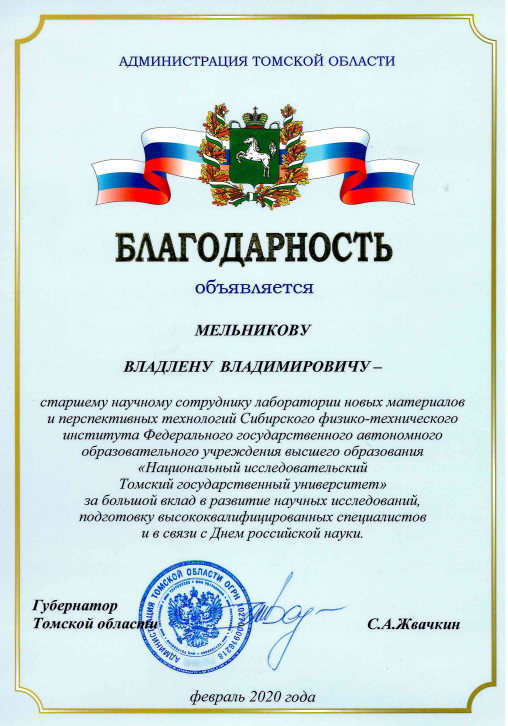 АДМИНИСТРАЦИЯ ТОМСКОЙ ОБЛАСТИ
БЛАГОДАРНОСТЬ
объявляется
МЕЛЬНИКОВУ
ВЛАДЛЕНУ ВЛАДИМИРОВИЧУ –
старшему научному сотруднику лаборатории новых материалов
и перспективных технологий Сибирского физико-технического
института Федерального государственного автономного
образовательного учреждения высшего образования
«Национальный исследовательский
Томский государственный университет»
за большой вклад в развитие научных исследований,
подготовку высококвалифицированных специалистов
и в связи с Днем российской науки.
Губернатор
Томской области
С.А.Жвачкин
АДМИНИСТРАЦИЯ ТОМСКОЙ ОБЛАСТИ ОГРН
февраль 2020 года